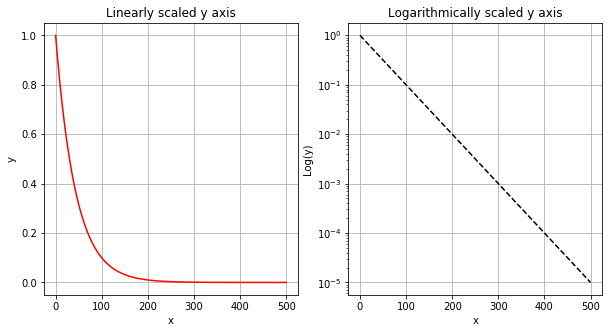 Linearly scaled y axis
1.0
0.8
0.6
0.4
0.2
0.0
y
0 100 200 300 400 500
x
Logarithmically scaled y axis
10⁰
10⁻¹
10⁻²
10⁻³
10⁻⁴
10⁻⁵
Log(y)
0 100 200 300 400 500
x